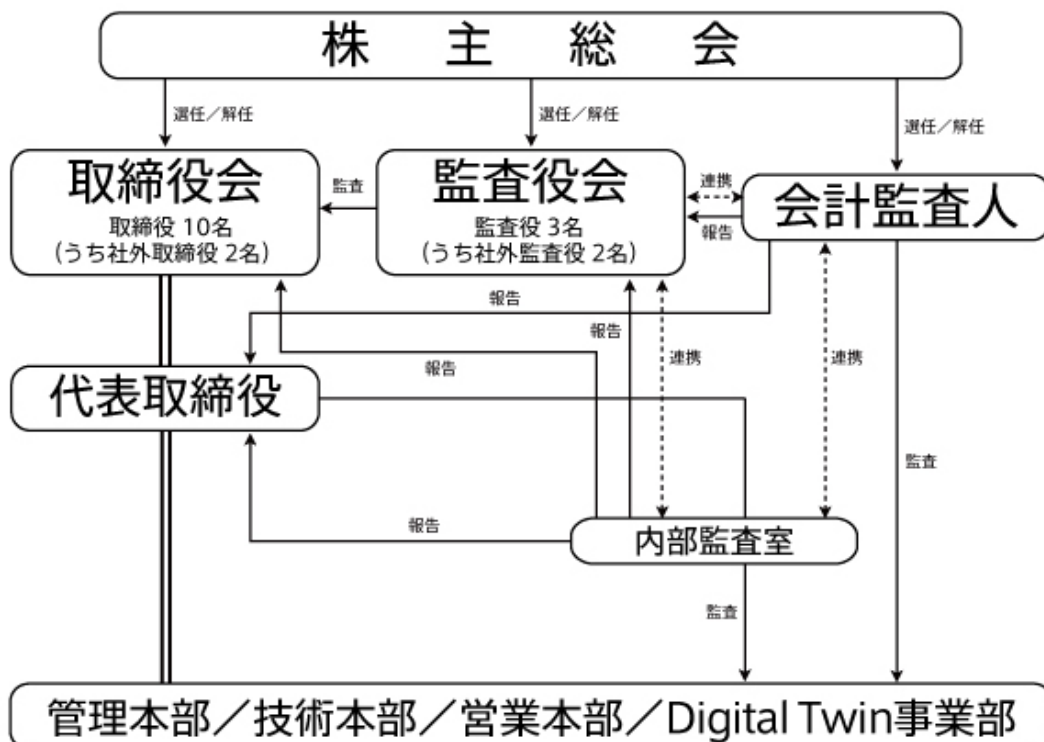 株主総会
選任／解任
選任／解任
選任／解任
取締役会
取締役 10名
(うち社外取締役 2名)
監査
監査役会
監査役 3名
(うち社外監査役 2名)
連携
報告
会計監査人
報告
報告
報告
連携
連携
代表取締役
監査
報告
内部監査室
監査
管理本部／技術本部／営業本部／Digital Twin事業部